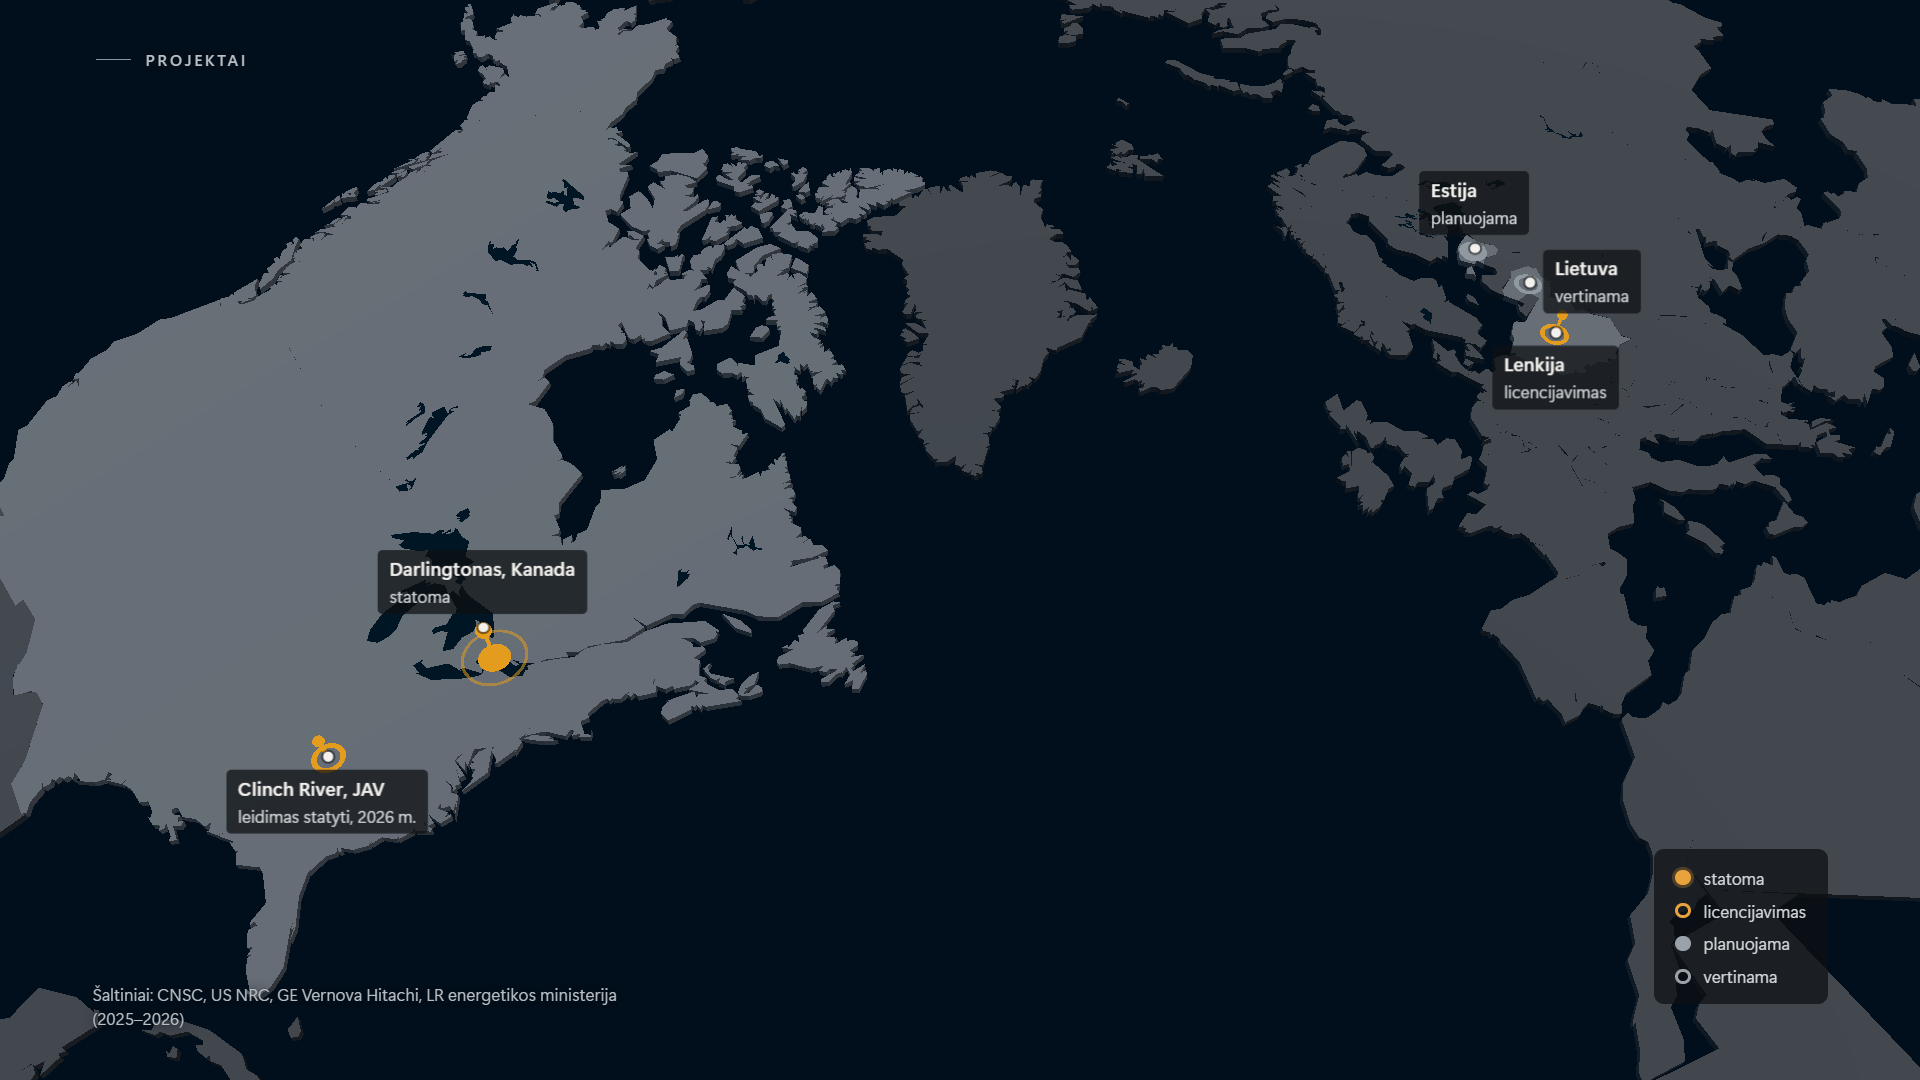 PROJEKTAI
Estija
planuojama
Lietuva
vertinama
Lenkija
licencijavimas
Darlingtonas, Kanada
statoma
Clinch River, JAV
leidimas statyti, 2026 m.
statoma
licencijavimas
planuojama
vertinama
Šaltiniai: CNSC, US NRC, GE Vernova Hitachi, LR energetikos ministerija
(2025–2026)